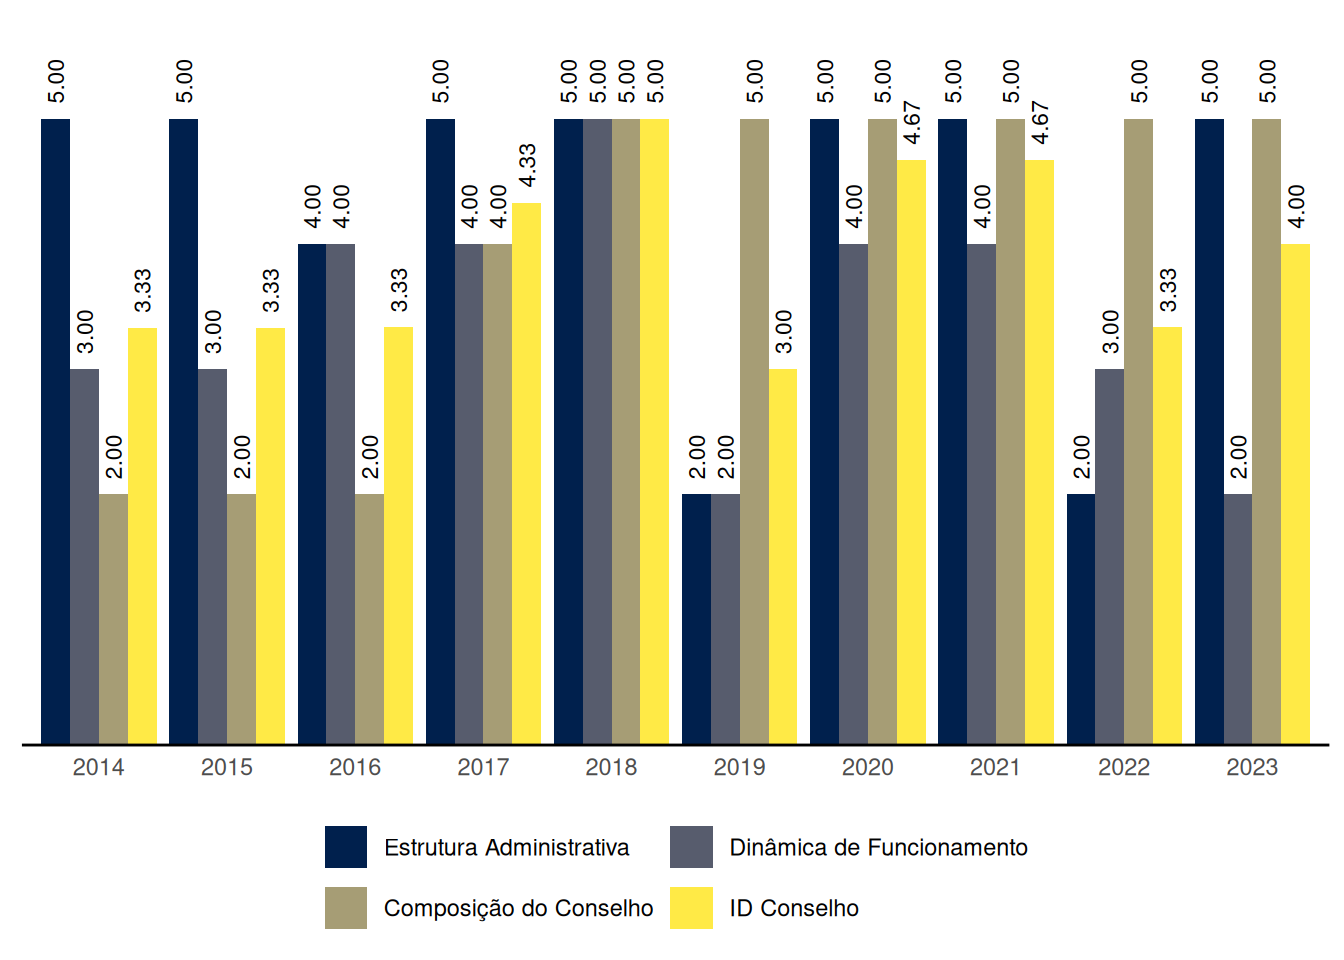 5.00 3.00 2.00 3.33
5.00 3.00 2.00 3.33
4.00 4.00 2.00 3.33
5.00 4.00 4.00 4.33
5.00 5.00 5.00 5.00
2.00 2.00 5.00 3.00
5.00 4.00 5.00 4.67
5.00 4.00 5.00 4.67
2.00 3.00 5.00 3.33
5.00 2.00 5.00 4.00
2014 2015 2016 2017 2018 2019 2020 2021 2022 2023
Estrutura Administrativa Dinâmica de Funcionamento
Composição do Conselho ID Conselho